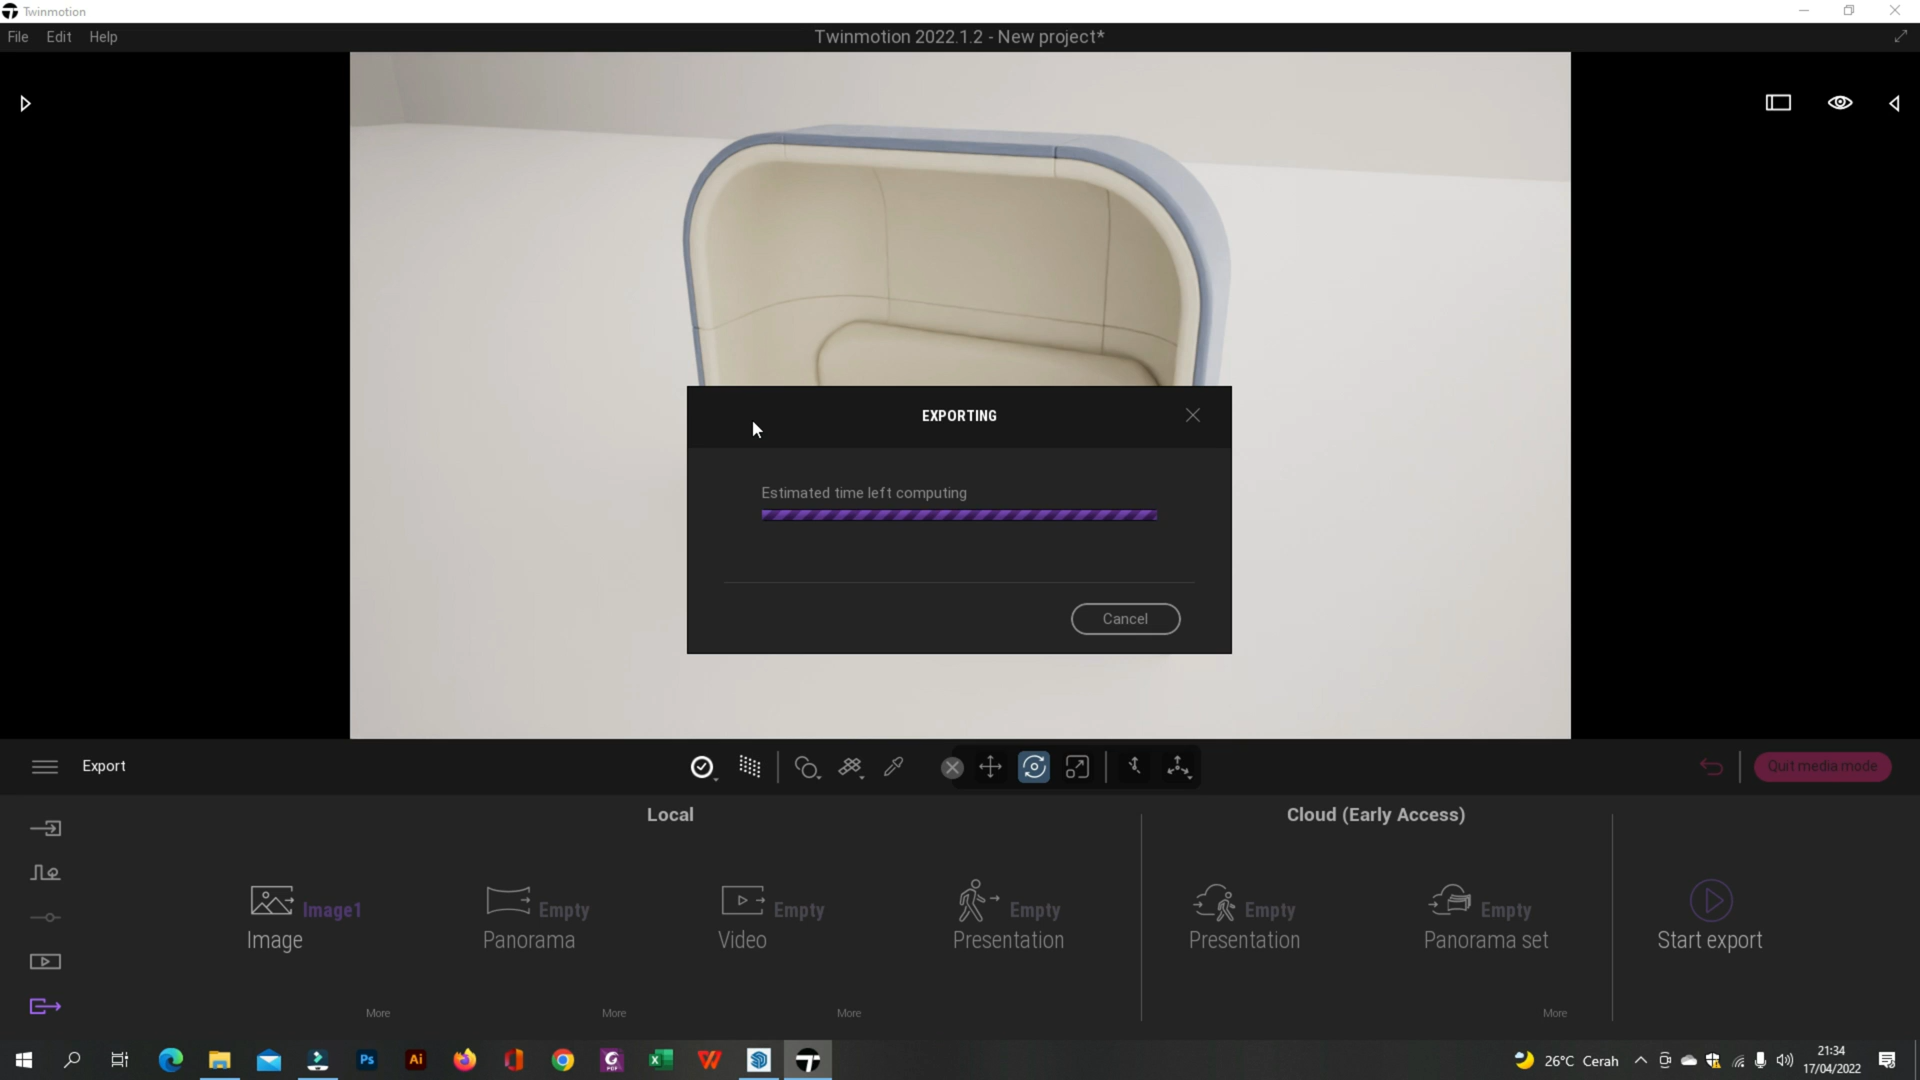 Twinmotion
File Edit Help
Twinmotion 2022.1.2 - New project*
EXPORTING
Estimated time left computing
Cancel
Export
Quit media mode
Local
Cloud (Early Access)
Image1
Image
Empty
Panorama
Empty
Video
Empty
Presentation
Empty
Presentation
Empty
Panorama set
Start export
More
More
More
More
Ps
Ai
26°C Cerah
21:34
17/04/2022